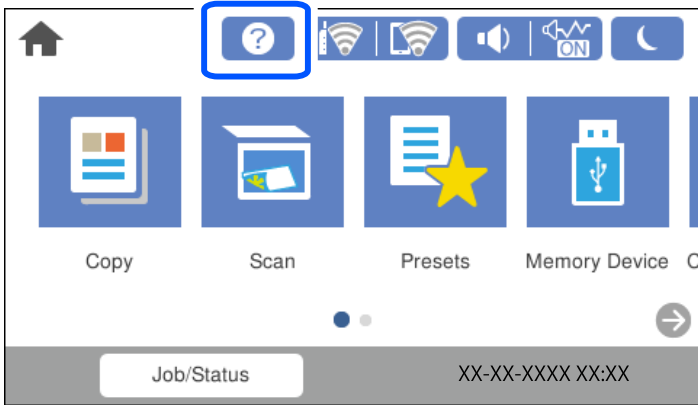 ?
ON
Copy Scan Presets Memory Device C
Job/Status XX-XX-XXXX XX:XX